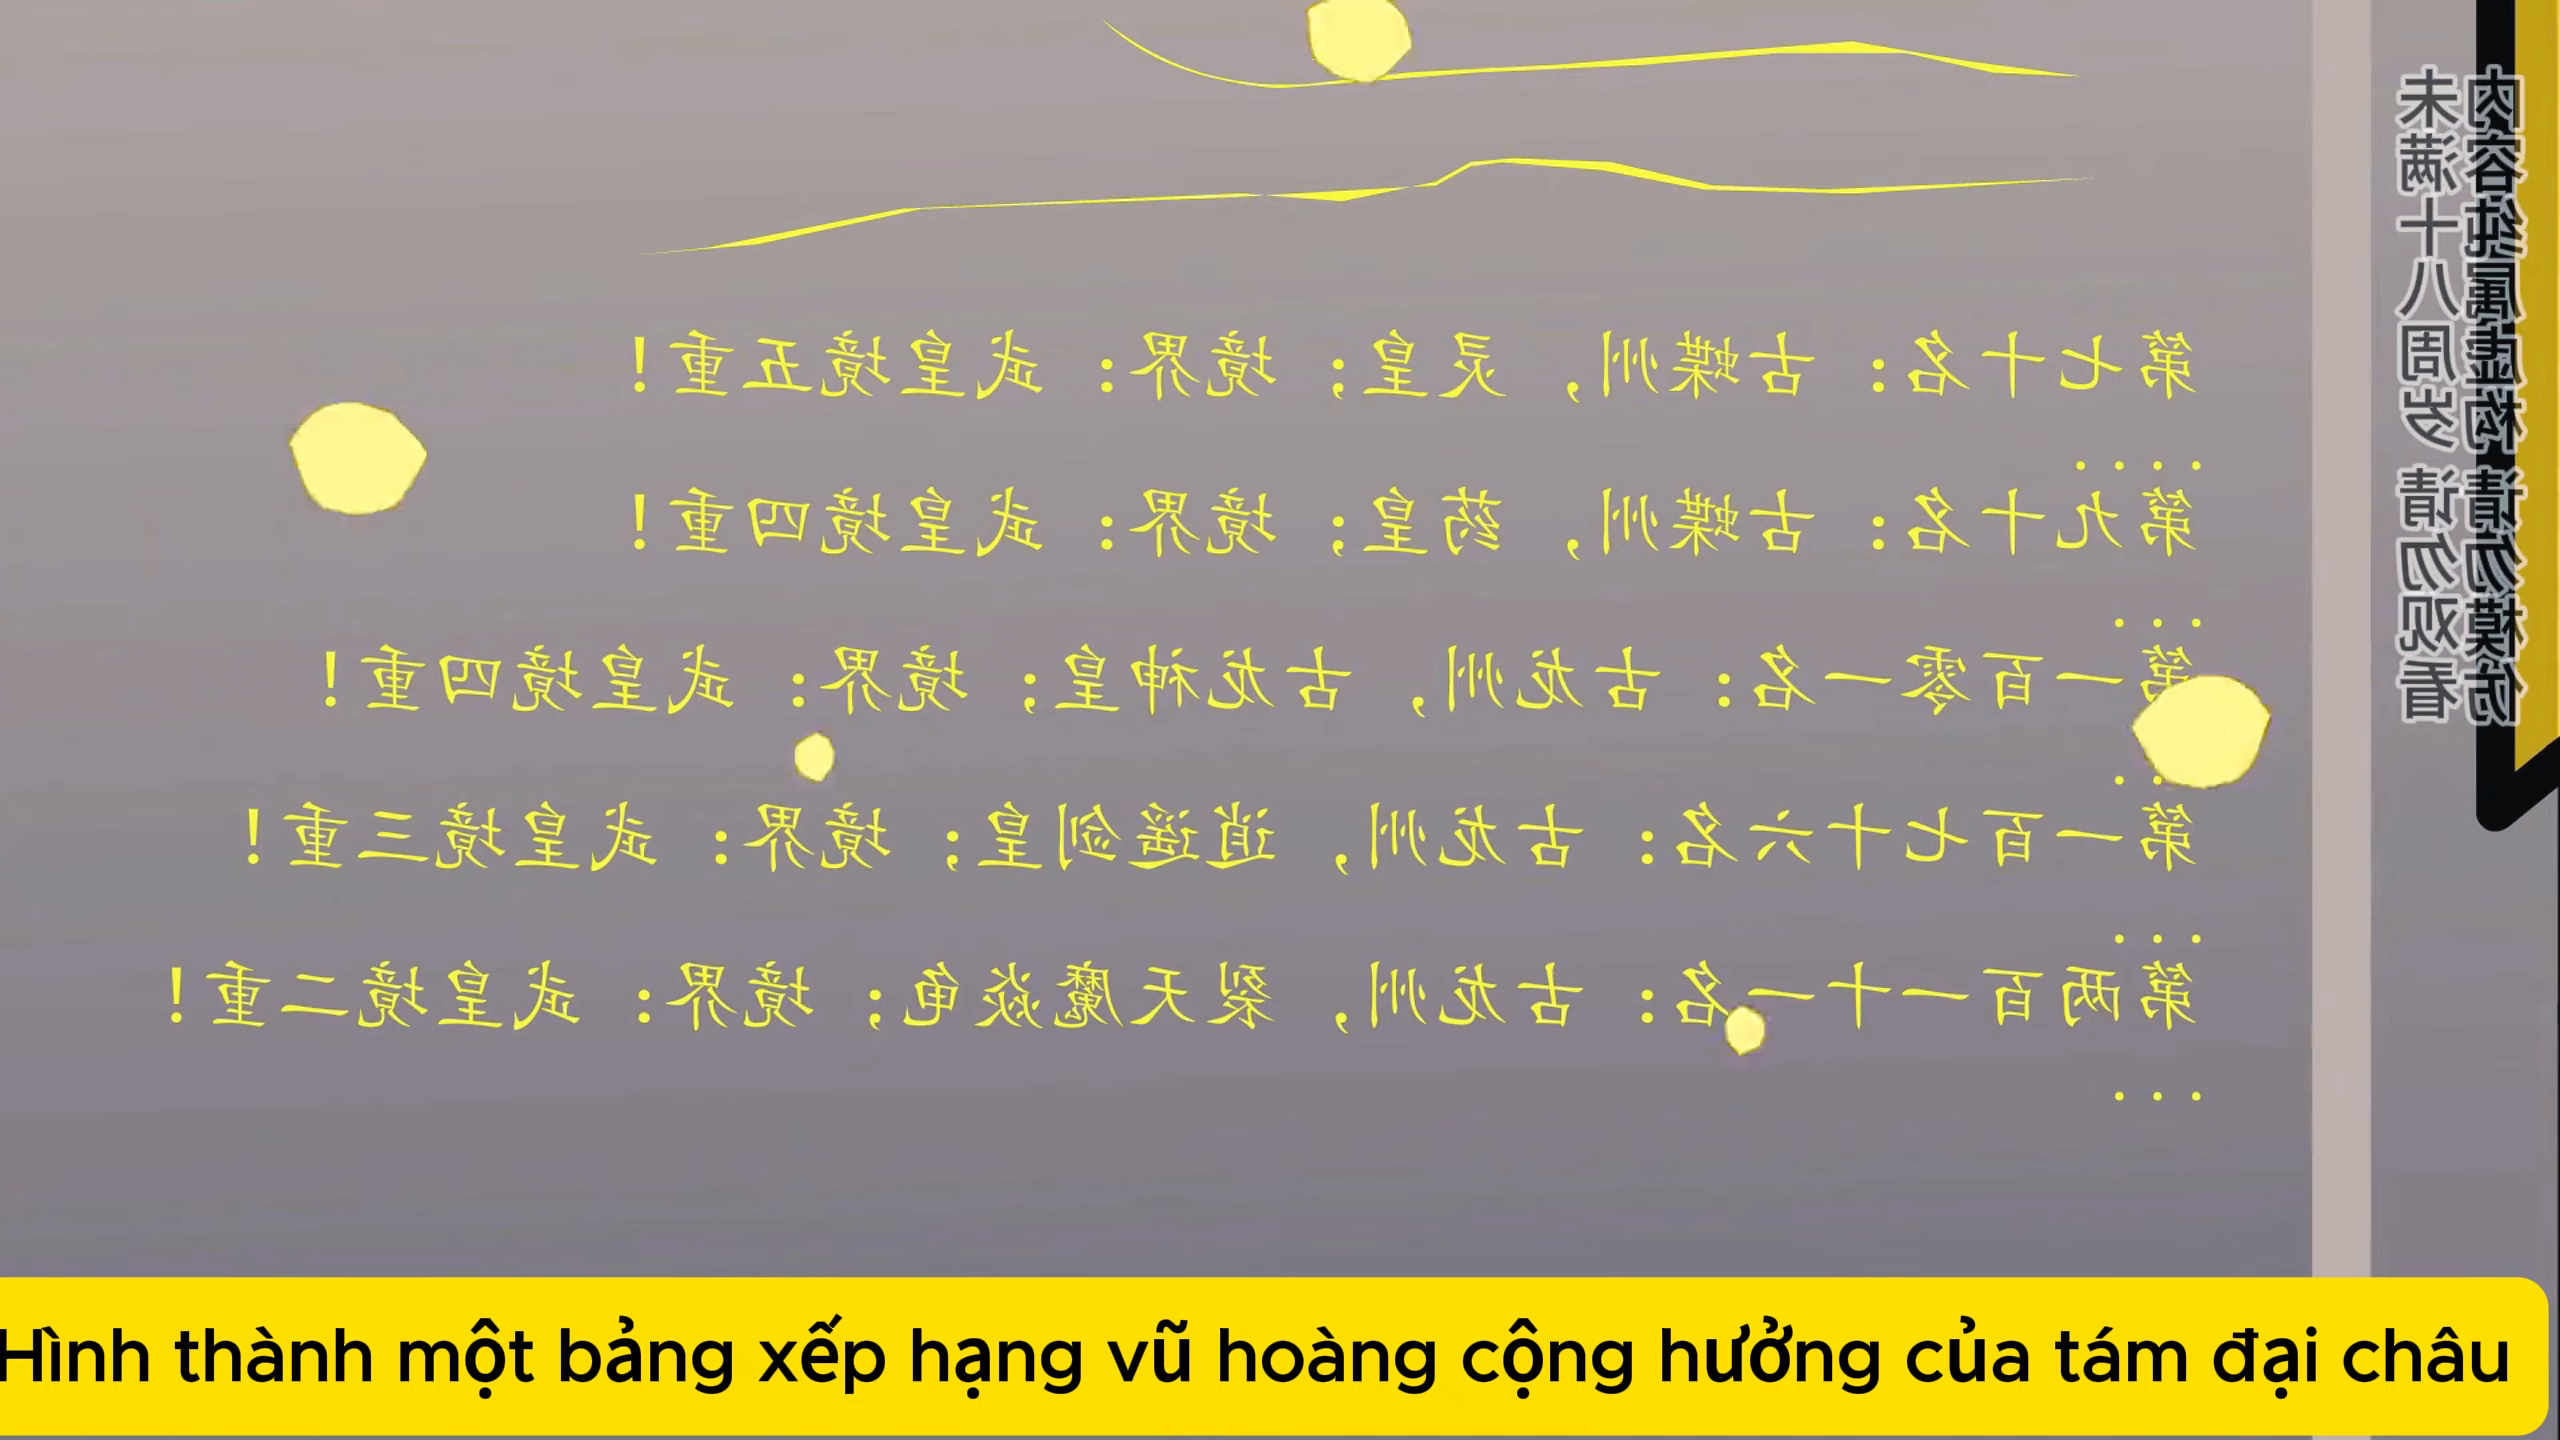 第七十名：古蝶州，灵皇；境界：武皇境五重！
....
第九十名：古蝶州，药皇；境界：武皇境四重！
...
第一百零一名：古龙州，古龙神皇；境界：武皇境四重！
...
第一百七十六名：古龙州，逍遥剑皇；境界：武皇境三重！
...
第两百一十一名：古龙州，裂天魔焱龟；境界：武皇境二重！
...
内容纯属虚构 请勿模仿
未满十八周岁 请勿观看
Hình thành một bảng xếp hạng vũ hoàng cộng hưởng của tám đại châu